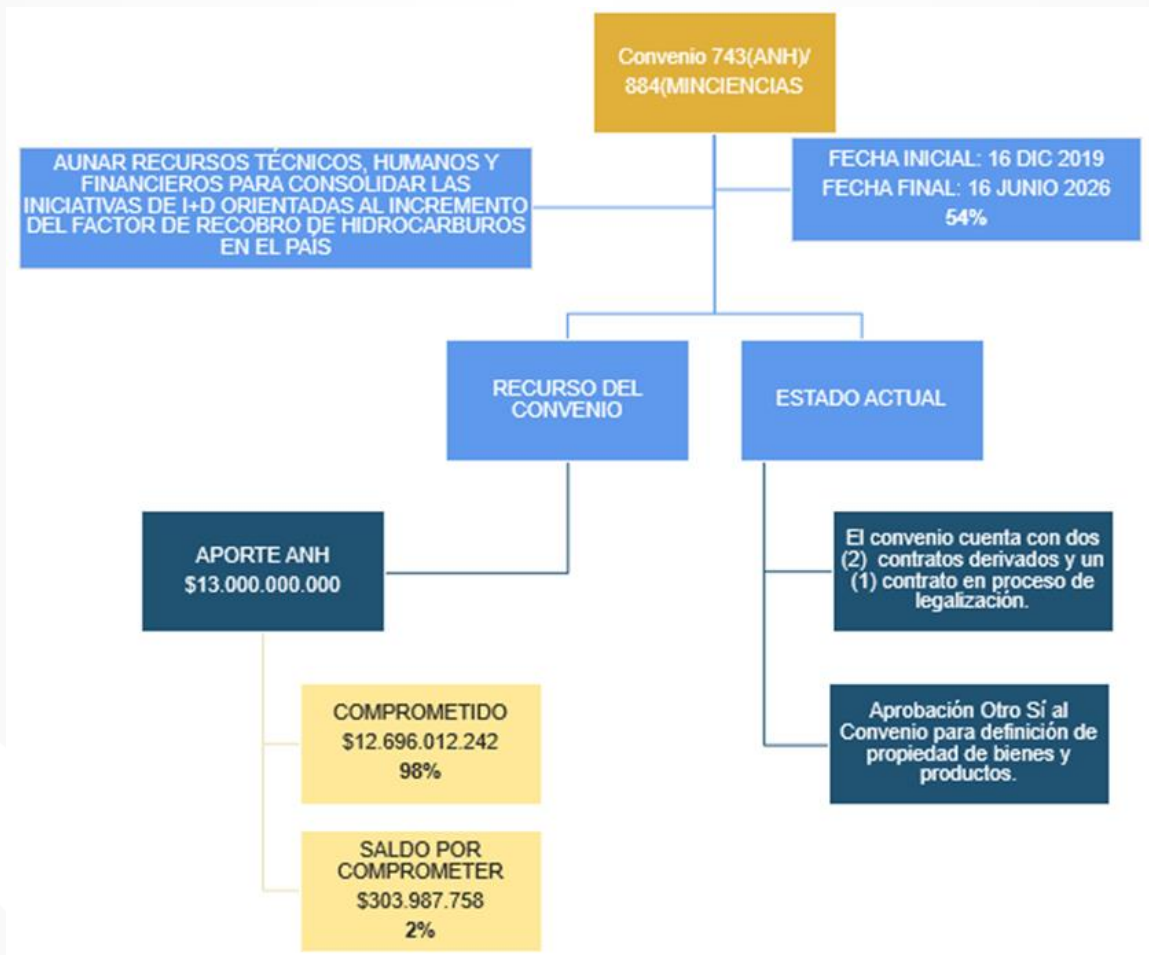 Convenio 743(ANH)/
884(MINCIENCIAS
AUNAR RECURSOS TÉCNICOS, HUMANOS Y
FINANCIEROS PARA CONSOLIDAR LAS
INICIATIVAS DE I+D ORIENTADAS AL INCREMENTO
DEL FACTOR DE RECOBRO DE HIDROCARBUROS
EN EL PAÍS
FECHA INICIAL: 16 DIC 2019
FECHA FINAL: 16 JUNIO 2026
54%
RECURSO DEL
CONVENIO
ESTADO ACTUAL
APORTE ANH
$13.000.000.000
El convenio cuenta con dos
(2) contratos derivados y un
(1) contrato en proceso de
legalización.
COMPROMETIDO
$12.696.012.242
98%
Aprobación Otro Sí al
Convenio para definición de
propiedad de bienes y
productos.
SALDO POR
COMPROMETER
$303.987.758
2%